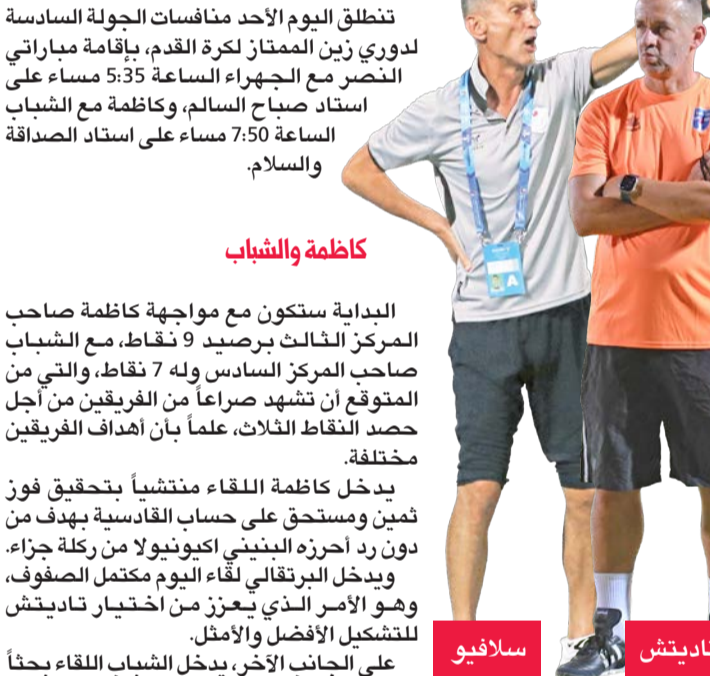 تنطلق اليوم الأحد منافسات الجولة السادسة
لدوري زين الممتاز لكرة القدم، بإقامة مباراتي
النصر مع الجهراء الساعة 5:35 مساء على
استاد صباح السالم، وكاظمة مع الشباب
الساعة 7:50 مساء على استاد الصداقة
والسلام.
كاظمة والشباب
البداية ستكون مع مواجهة كاظمة صاحب
المركز الثالث برصيد 9 نقاط، مع الشباب
صاحب المركز السادس وله 7 نقاط، والتي من
المتوقع أن تشهد صراعاً من الفريقين من أجل
حصد النقاط الثلاث، علماً بأن أهداف الفريقين
مختلفة.
يدخل كاظمة اللقاء منتشياً بتحقيق فوز
ثمين ومستحق على حساب القادسية بهدف من
دون رد أحرزه البنيني اكيونيولا من ركلة جزاء.
ويدخل البرتقالي لقاء اليوم مكتمل الصفوف،
وهو الأمر الذي يعزز من اختيار تاديتش
للتشكيل الأفضل والأمثل.
على الجانب الآخر، يدخل الشباب اللقاء بحثاً
تاديتش
سلافيو
A